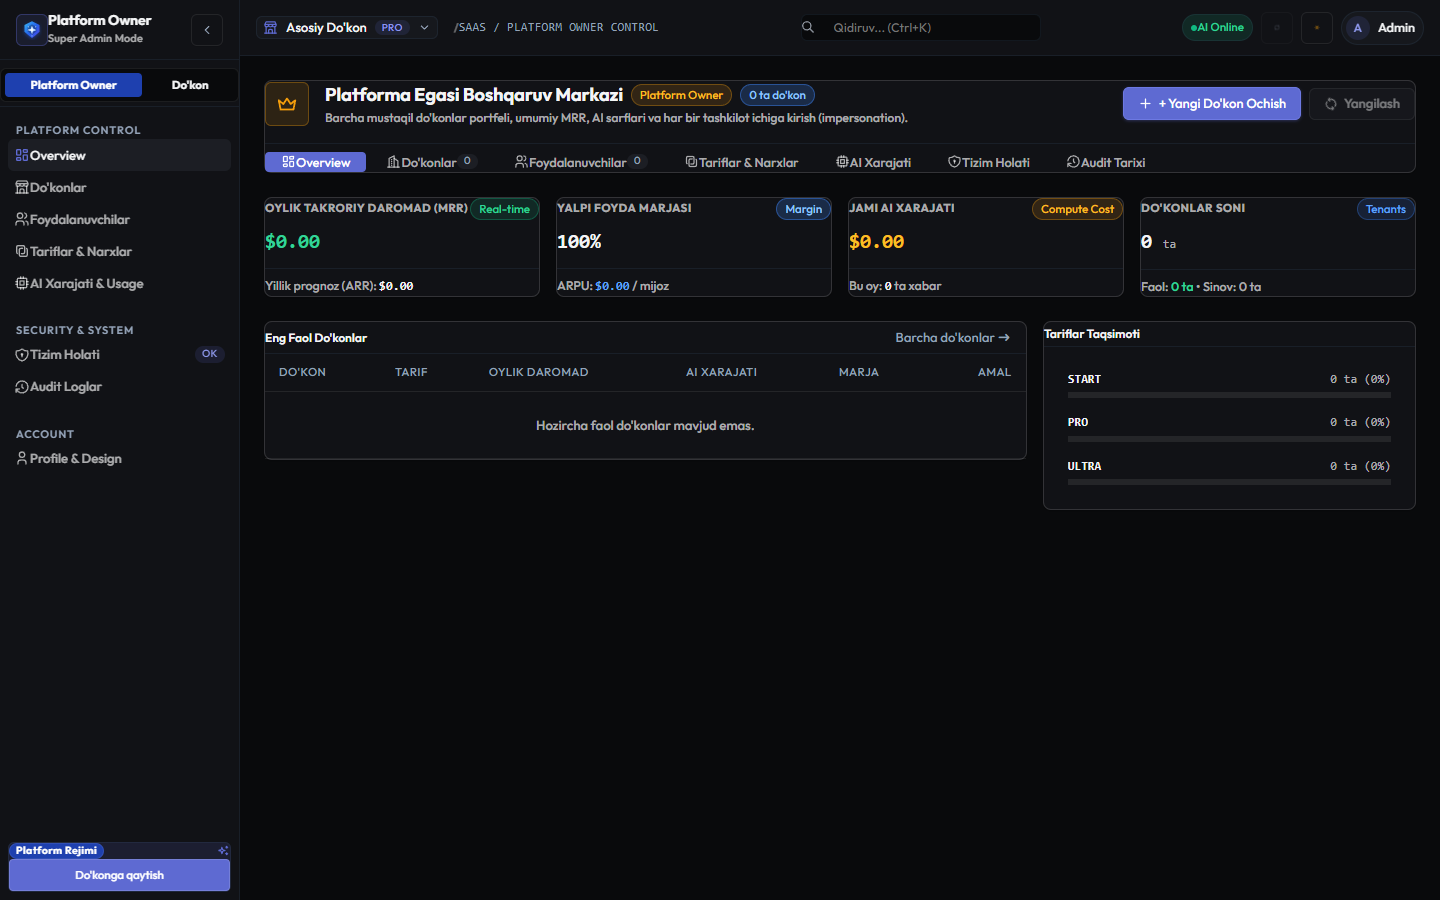 Platform Owner
Super Admin Mode
Platform Owner
Do'kon
PLATFORM CONTROL
Overview
Do'konlar
Foydalanuvchilar
Tariflar & Narxlar
AI Xarajati & Usage
SECURITY & SYSTEM
Tizim Holati OK
Audit Loglar
ACCOUNT
Profile & Design
Platform Rejimi
Do'konga qaytish
Asosiy Do'kon PRO
/SAAS / PLATFORM OWNER CONTROL
Qidiruv... (Ctrl+K)
AI Online
A Admin
Platforma Egasi Boshqaruv Markazi Platform Owner 0 ta do'kon
Barcha mustaqil do'konlar portfeli, umumiy MRR, AI sarflari va har bir tashkilot ichiga kirish (impersonation).
+ Yangi Do'kon Ochish
Yangilash
Overview Do'konlar 0 Foydalanuvchilar 0 Tariflar & Narxlar AI Xarajati Tizim Holati Audit Tarixi
OYLIK TAKRORIY DAROMAD (MRR) Real-time
$0.00
Yillik prognoz (ARR): $0.00
YALPI FOYDA MARJASI Margin
100%
ARPU: $0.00 / mijoz
JAMI AI XARAJATI Compute Cost
$0.00
Bu oy: 0 ta xabar
DO'KONLAR SONI Tenants
0 ta
Faol: 0 ta • Sinov: 0 ta
Eng Faol Do'konlar Barcha do'konlar →
DO'KON TARIF OYLIK DAROMAD AI XARAJATI MARJA AMAL
Hozircha faol do'konlar mavjud emas.
Tariflar Taqsimoti
START 0 ta (0%)
PRO 0 ta (0%)
ULTRA 0 ta (0%)